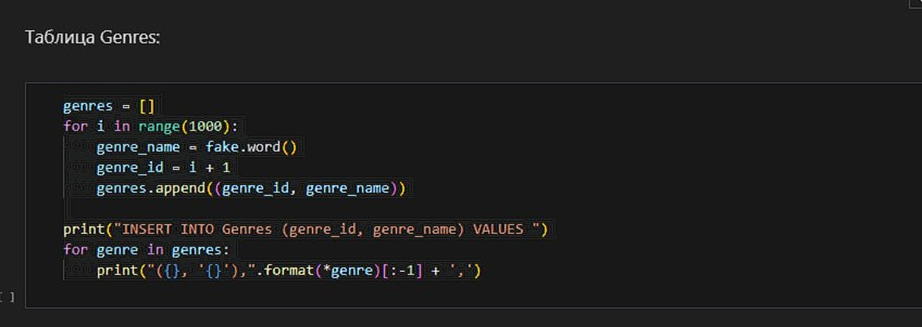 Таблица Genres:
genres = []
for i in range(1000):
    genre_name = fake.word()
    genre_id = i + 1
    genres.append((genre_id, genre_name))
print("INSERT INTO Genres (genre_id, genre_name) VALUES ")
for genre in genres:
    print("({}, '{}'),".format(*genre)[:-1] + ',')
[ ]